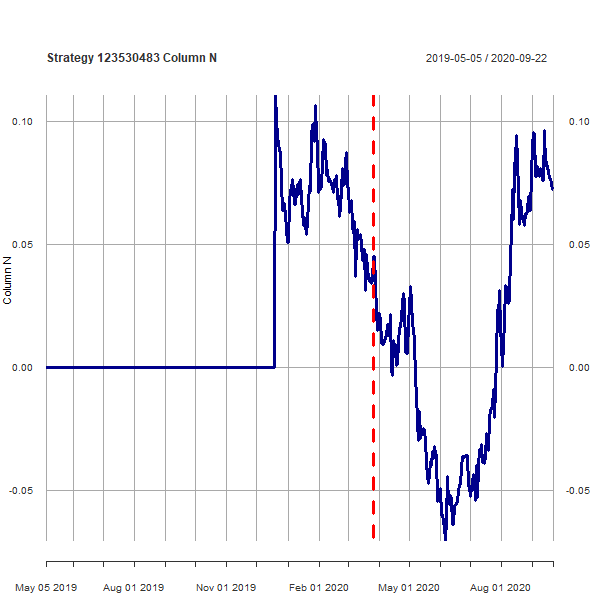 Strategy 123530483 Column N
2019-05-05 / 2020-09-22
0.10 0.10
0.05 0.05
Column N
0.00 0.00
-0.05 -0.05
May 05 2019 Aug 01 2019 Nov 01 2019 Feb 01 2020 May 01 2020 Aug 01 2020